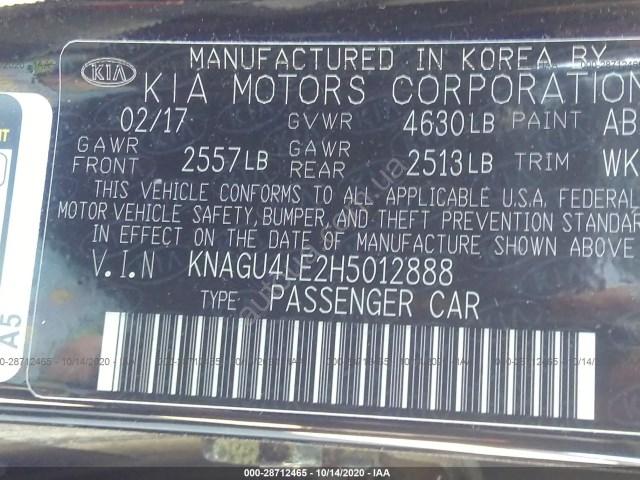 MANUFACTURED IN KOREA BY
KIA KIA MOTORS CORPORATION
02/17 GVWR 4630LB PAINT AB
GAWR FRONT 2557LB GAWR REAR 2513LB TRIM WK
THIS VEHICLE CONFORMS TO ALL APPLICABLE U.S.A. FEDERAL
MOTOR VEHICLE SAFETY, BUMPER, AND THEFT PREVENTION STANDAR
IN EFFECT ON THE DATE OF MANUFACTURE SHOWN ABOVE
V.I.N KNAGU4LE2H5012888
TYPE: PASSENGER CAR
A5
000-28712465 - 10/14/2020 - IAA